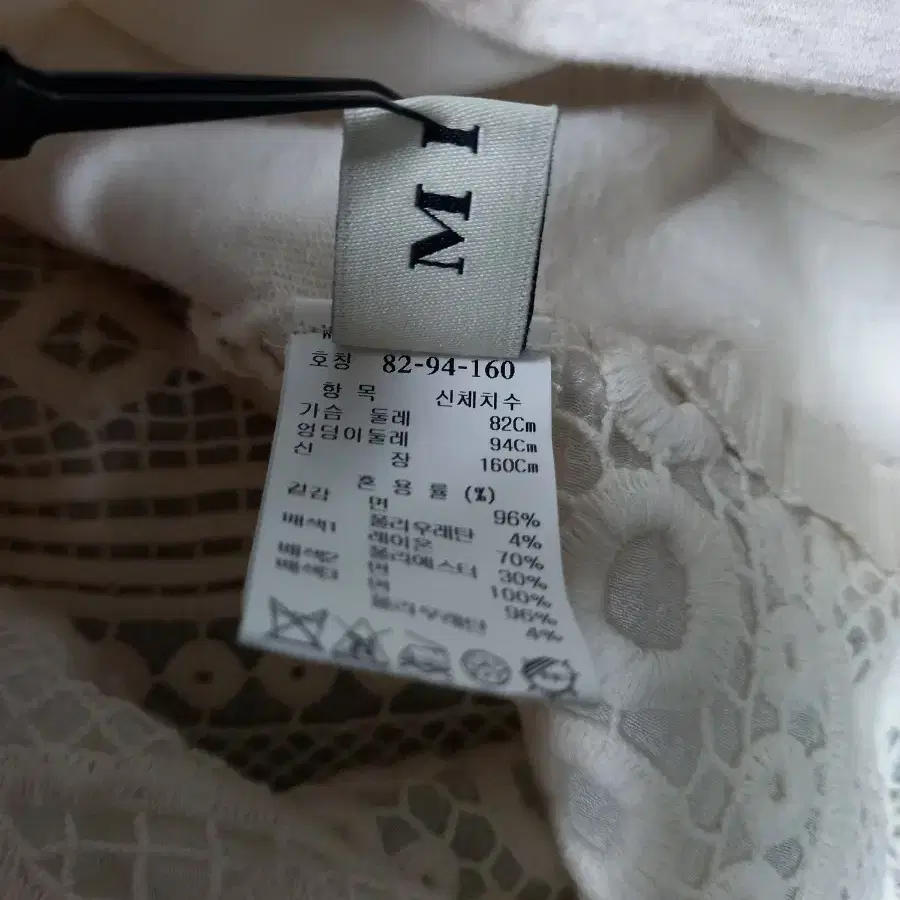 MI
호칭 82-94-160
항 목 신체치수
가슴 둘레 82Cm
엉덩이둘레 94Cm
신 장 160Cm
혼 용 률 (%)
겉감 면 96%
폴리우레탄 4%
배색1 레이온 70%
폴리에스터 30%
배색2 면 100%
배색3 면 96%
폴리우레탄 4%